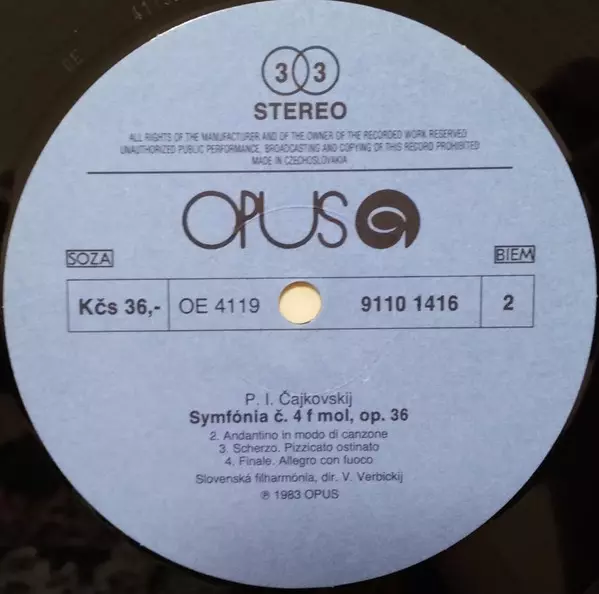 33
STEREO
ALL RIGHTS OF THE MANUFACTURER AND OF THE OWNER OF THE RECORDED WORK RESERVED
UNAUTHORIZED PUBLIC PERFORMANCE, BROADCASTING AND COPYING OF THIS RECORD PROHIBITED
MADE IN CZECHOSLOVAKIA
OPUS
SOZA BIEM
Kčs 36,- OE 4119 9110 1416 2
P. I. Čajkovskij
Symfónia č. 4 f mol, op. 36
2. Andantino in modo di canzone
3. Scherzo. Pizzicato ostinato
4. Finale. Allegro con fuoco
Slovenská filharmónia, dir. V. Verbickij
℗ 1983 OPUS